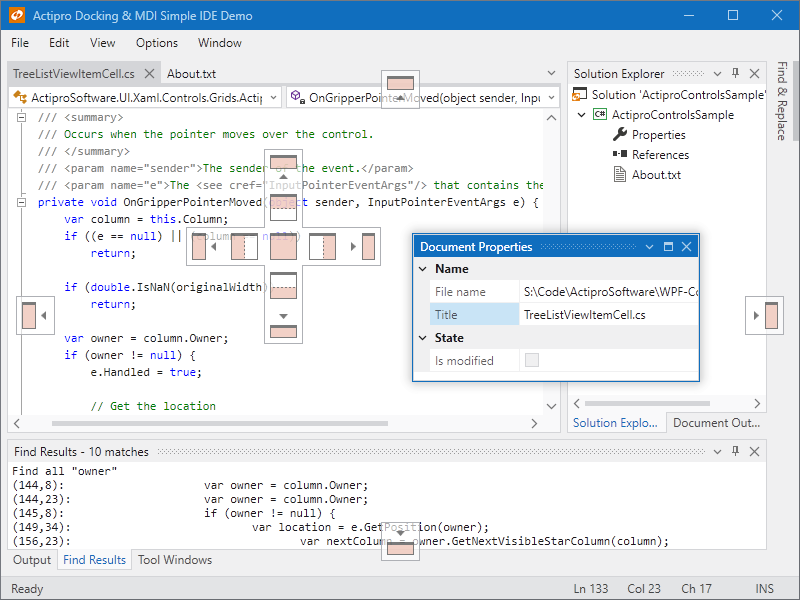 Actipro Docking & MDI Simple IDE Demo
File Edit View Options Window
TreeListViewItemCell.cs About.txt
ActiproSoftware.UI.Xaml.Controls.Grids.Actip
OnGripperPointerMoved(object sender, Inpu
/// <summary>
/// Occurs when the pointer moves over the control.
/// </summary>
/// <param name="sender">The sender of the event.</param>
/// <param name="e">The <see cref="InputPointerEventArgs"/> that contains the
private void OnGripperPointerMoved(object sender, InputPointerEventArgs e) {
var column = this.Column;
if ((e == null) || (column == null))
return;
if (double.IsNaN(originalWidth)
return;
var owner = column.Owner;
if (owner != null) {
e.Handled = true;
// Get the location
Solution Explorer
Solution 'ActiproControlsSample'
C# ActiproControlsSample
Properties
References
About.txt
Find & Replace
Document Properties
Name
File name S:\Code\ActiproSoftware\WPF-Co
Title TreeListViewItemCell.cs
State
Is modified
Solution Explo... Document Out...
Find Results - 10 matches
Find all "owner"
(144,8): var owner = column.Owner;
(144,23): var owner = column.Owner;
(145,8): if (owner != null) {
(149,34): var location = e.GetPosition(owner);
(156,23): var nextColumn = owner.GetNextVisibleStarColumn(column);
Output Find Results Tool Windows
Ready Ln 133 Col 23 Ch 17 INS